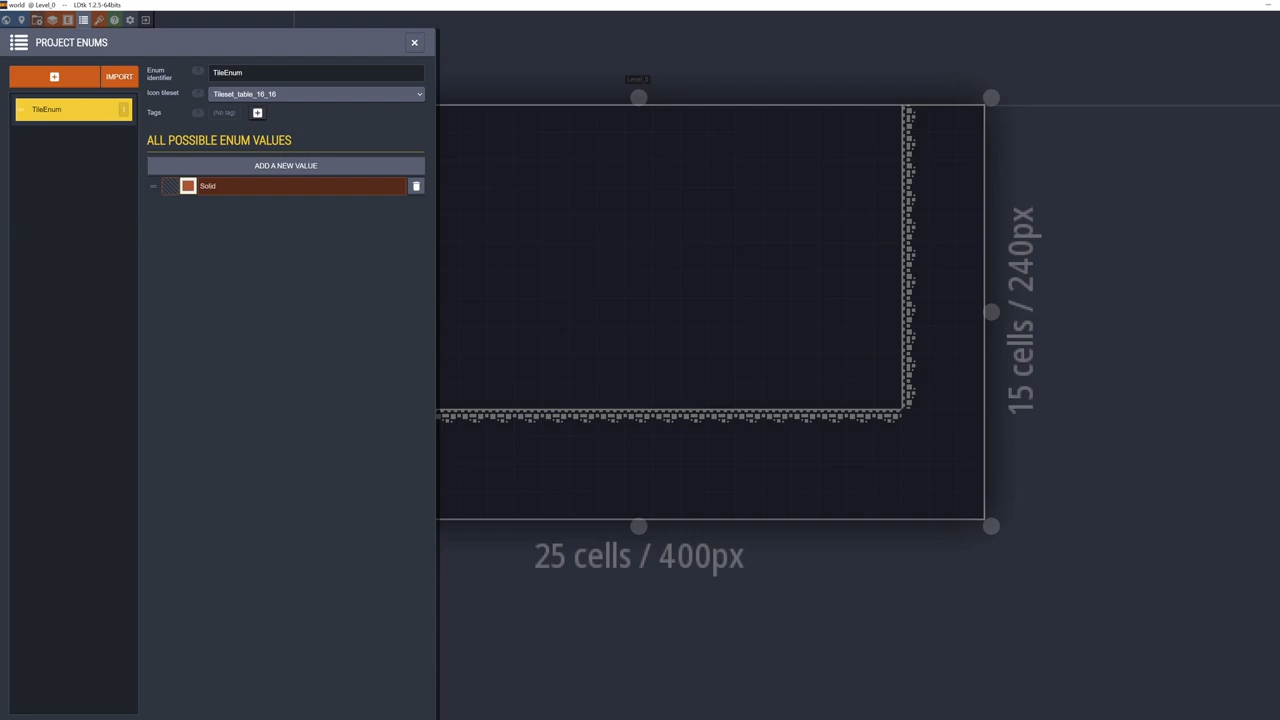 world @ Level_0 -- LDtk 1.2.5-64bits
PROJECT ENUMS
IMPORT
TileEnum
Enum identifier
TileEnum
Icon tileset
Tileset_table_16_16
Tags
(No tag)
ALL POSSIBLE ENUM VALUES
ADD A NEW VALUE
Solid
Level_0
15 cells / 240px
25 cells / 400px